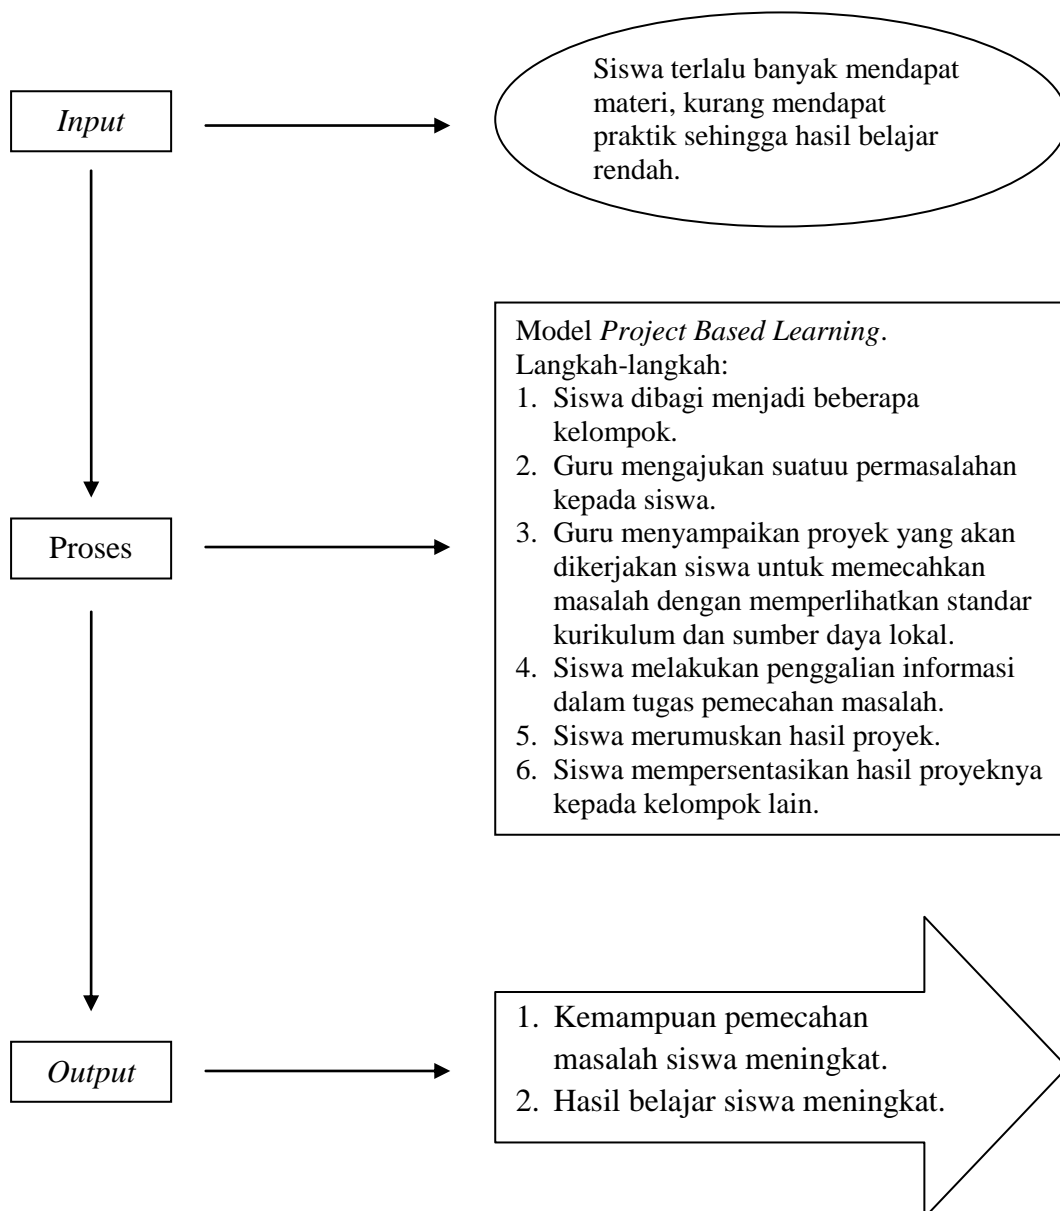 Input
Siswa terlalu banyak mendapat
materi, kurang mendapat
praktik sehingga hasil belajar
rendah.
Proses
Model Project Based Learning.
Langkah-langkah:
1. Siswa dibagi menjadi beberapa
kelompok.
2. Guru mengajukan suatuu permasalahan
kepada siswa.
3. Guru menyampaikan proyek yang akan
dikerjakan siswa untuk memecahkan
masalah dengan memperlihatkan standar
kurikulum dan sumber daya lokal.
4. Siswa melakukan penggalian informasi
dalam tugas pemecahan masalah.
5. Siswa merumuskan hasil proyek.
6. Siswa mempersentasikan hasil proyeknya
kepada kelompok lain.
Output
1. Kemampuan pemecahan
masalah siswa meningkat.
2. Hasil belajar siswa meningkat.